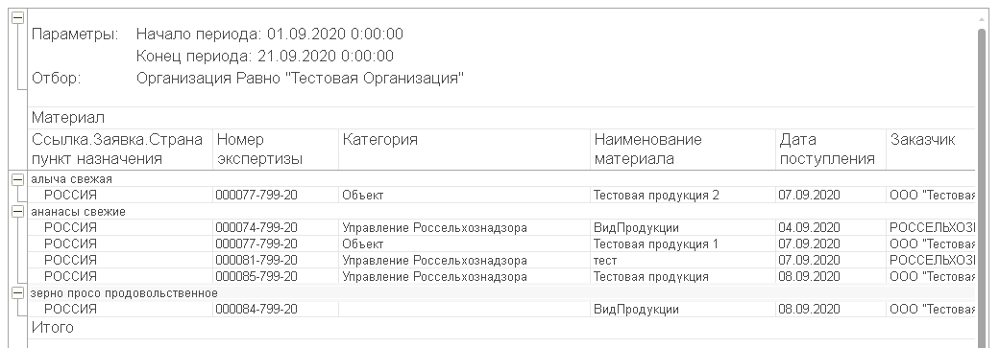 Параметры: Начало периода: 01.09.2020 0:00:00
Конец периода: 21.09.2020 0:00:00
Отбор: Организация Равно "Тестовая Организация"
Материал
Ссылка.Заявка.Страна пункт назначения Номер экспертизы Категория Наименование материала Дата поступления Заказчик
алыча свежая
РОССИЯ 000077-799-20 Объект Тестовая продукция 2 07.09.2020 ООО "Тестовая
ананасы свежие
РОССИЯ 000074-799-20 Управление Россельхознадзора ВидПродукции 04.09.2020 РОССЕЛЬХОЗ
РОССИЯ 000077-799-20 Объект Тестовая продукция 1 07.09.2020 ООО "Тестовая
РОССИЯ 000081-799-20 Управление Россельхознадзора тест 07.09.2020 РОССЕЛЬХОЗ
РОССИЯ 000085-799-20 Управление Россельхознадзора Тестовая продукция 08.09.2020 ООО "Тестовая
зерно просо продовольственное
РОССИЯ 000084-799-20 ВидПродукции 08.09.2020 ООО "Тестовая
Итого